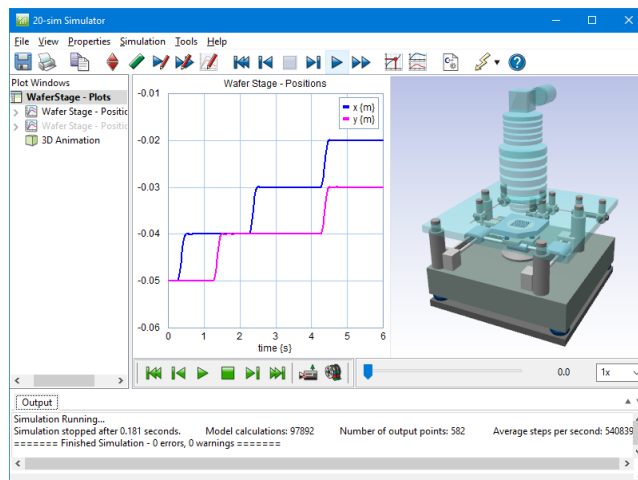 20-sim Simulator
File View Properties Simulation Tools Help
Plot Windows
WaferStage - Plots
Wafer Stage - Positic
Wafer Stage - Positic
3D Animation
Wafer Stage - Positions
x {m}
y {m}
-0.01
-0.02
-0.03
-0.04
-0.05
-0.06
0 1 2 3 4 5 6
time {s}
0.0 1x
Output
Simulation Running...
Simulation stopped after 0.181 seconds. Model calculations: 97892 Number of output points: 582 Average steps per second: 540839
======= Finished Simulation - 0 errors, 0 warnings =======